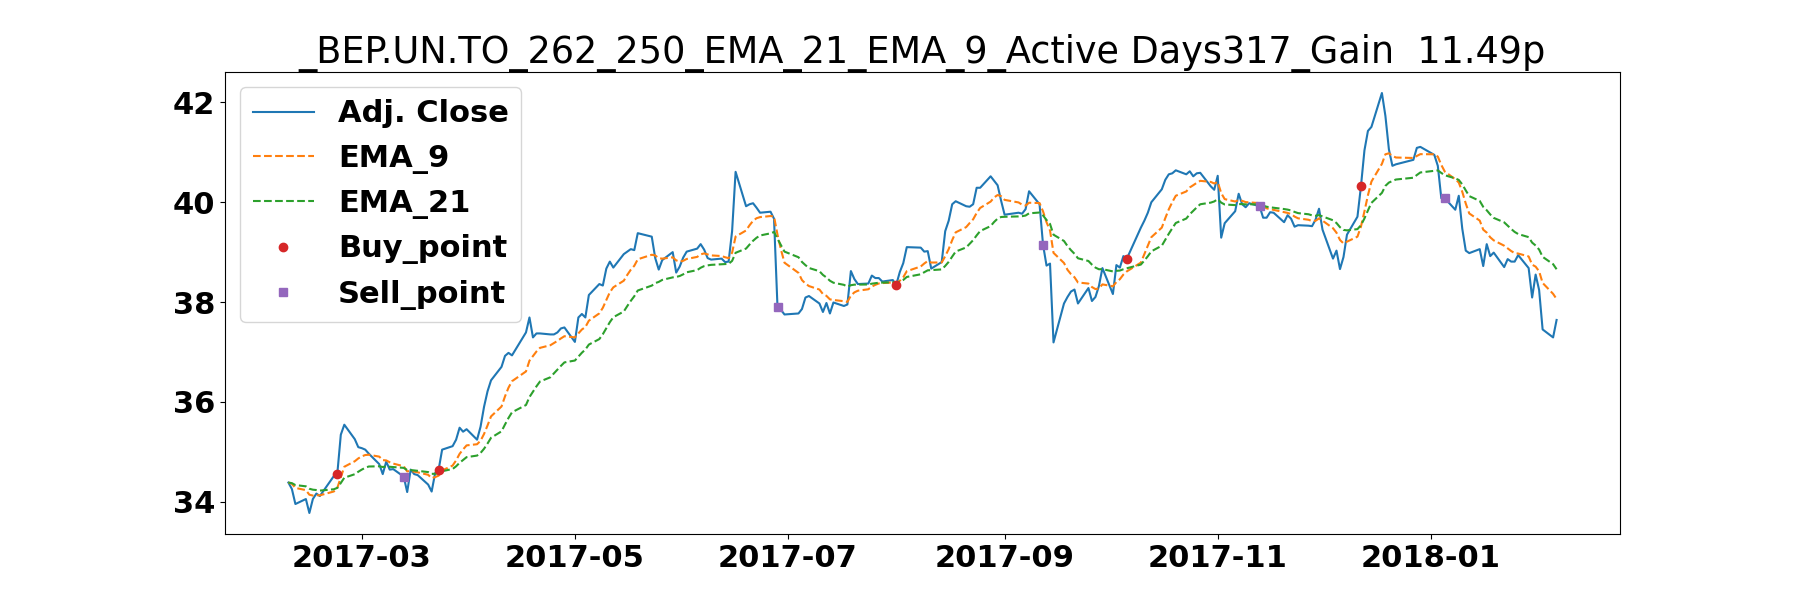 _BEP.UN.TO_262_250_EMA_21_EMA_9_Active Days317_Gain  11.49p
42
40
38
36
34
Adj. Close
EMA_9
EMA_21
Buy_point
Sell_point
2017-03 2017-05 2017-07 2017-09 2017-11 2018-01